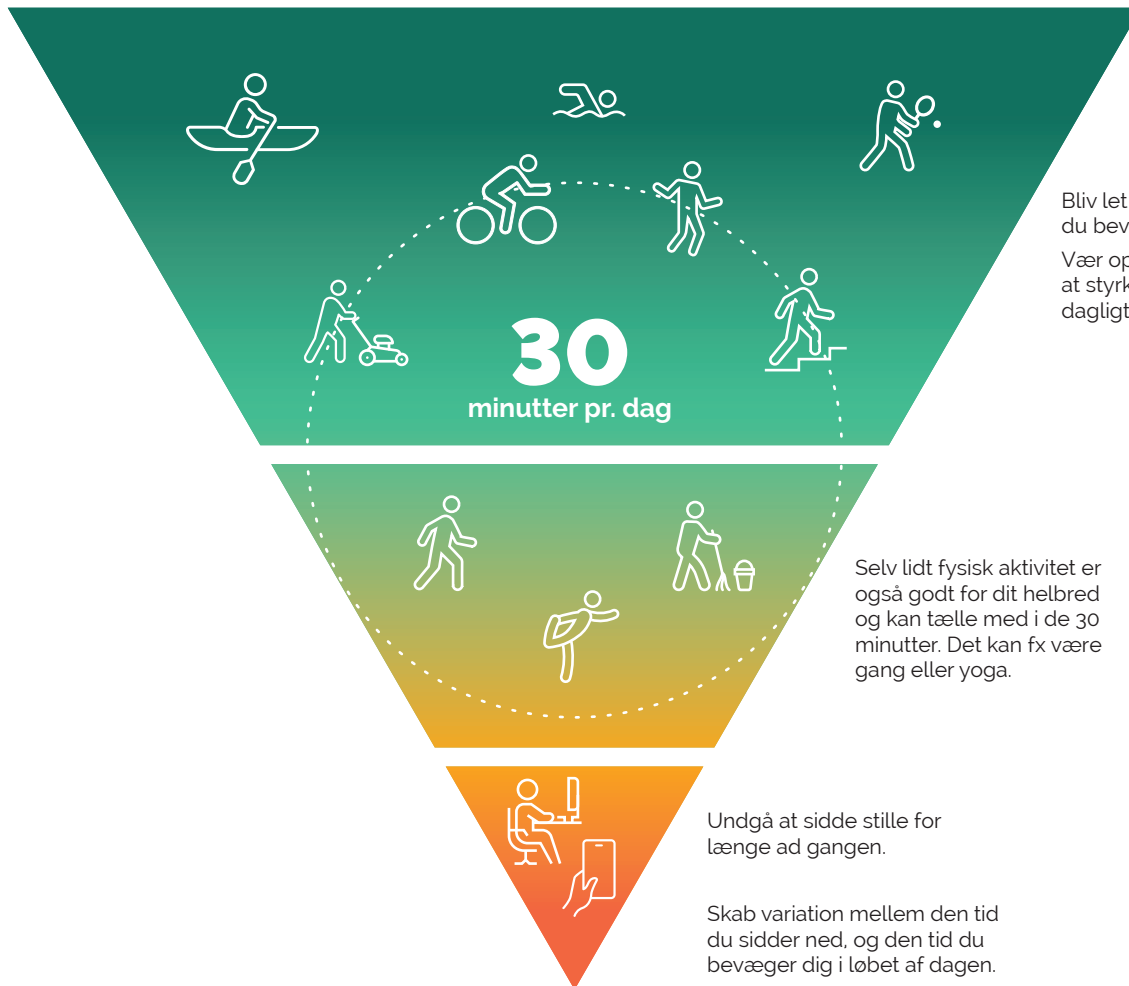 Bliv let
du bev
Vær op
at styrk
dagligt
30
minutter pr. dag
Selv lidt fysisk aktivitet er
også godt for dit helbred
og kan tælle med i de 30
minutter. Det kan fx være
gang eller yoga.
Undgå at sidde stille for
længe ad gangen.
Skab variation mellem den tid
du sidder ned, og den tid du
bevæger dig i løbet af dagen.